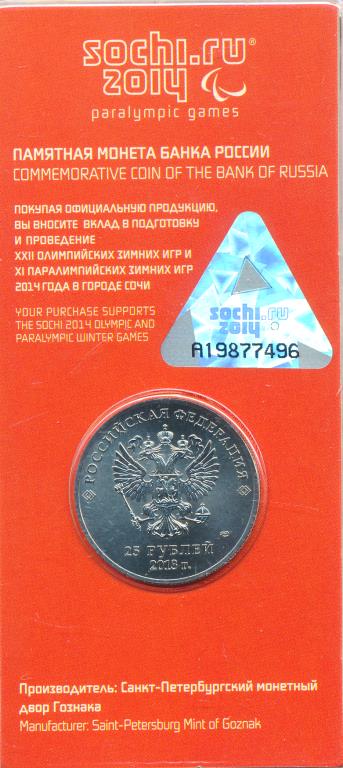 sochi.ru®
2014
paralympic games
ПАМЯТНАЯ МОНЕТА БАНКА РОССИИ
COMMEMORATIVE COIN OF THE BANK OF RUSSIA
ПОКУПАЯ ОФИЦИАЛЬНУЮ ПРОДУКЦИЮ,
ВЫ ВНОСИТЕ ВКЛАД В ПОДГОТОВКУ
И ПРОВЕДЕНИЕ
XXII ОЛИМПИЙСКИХ ЗИМНИХ ИГР И
XI ПАРАЛИМПИЙСКИХ ЗИМНИХ ИГР
2014 ГОДА В ГОРОДЕ СОЧИ
YOUR PURCHASE SUPPORTS
THE SOCHI 2014 OLYMPIC AND
PARALYMPIC WINTER GAMES
sochi.ru
2014
A19877496
РОССИЙСКАЯ ФЕДЕРАЦИЯ
25 РУБЛЕЙ
2013 г.
Производитель: Санкт-Петербургский монетный
двор Гознака
Manufacturer: Saint-Petersburg Mint of Goznak